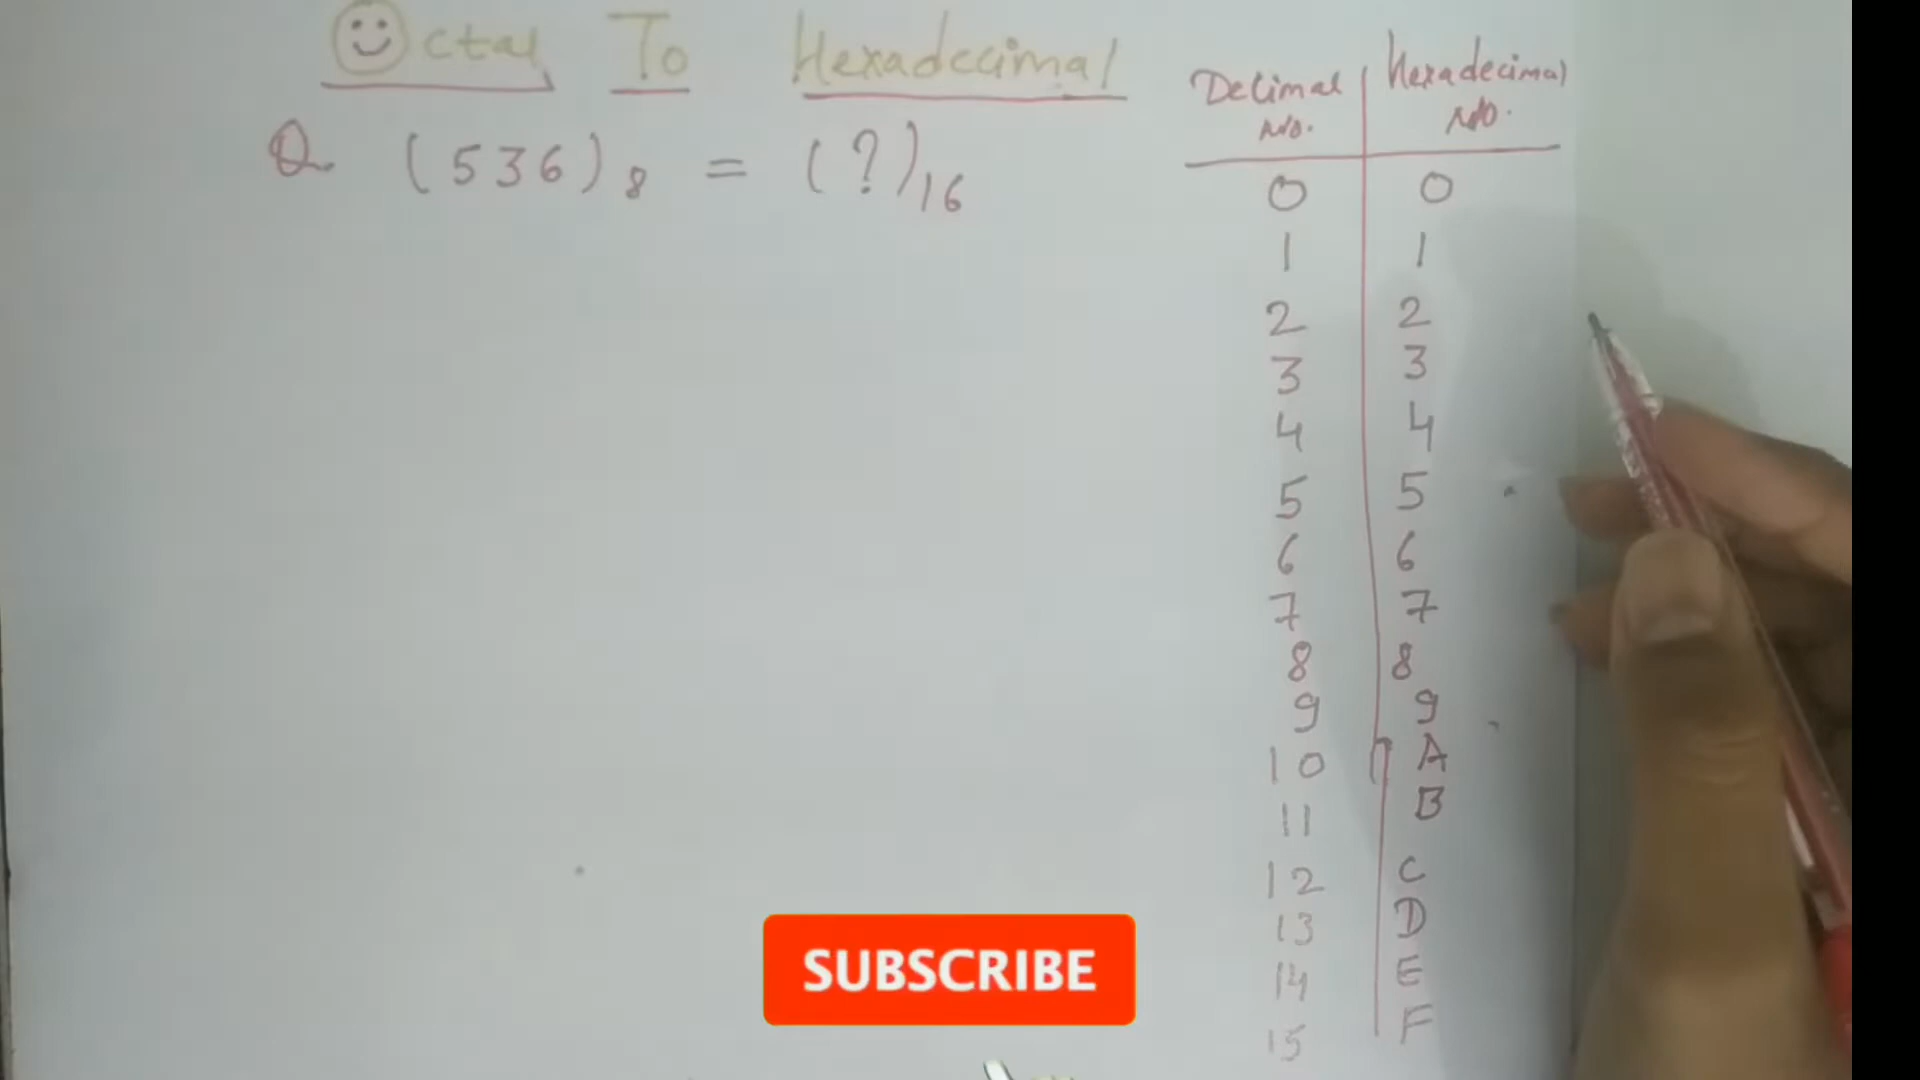 Octal To Hexadecimal
Q (536)8 = (?)16
Decimal No. Hexadecimal No.
0 0
1 1
2 2
3 3
4 4
5 5
6 6
7 7
8 8
9 9
10 A
11 B
12 C
13 D
14 E
15 F
SUBSCRIBE